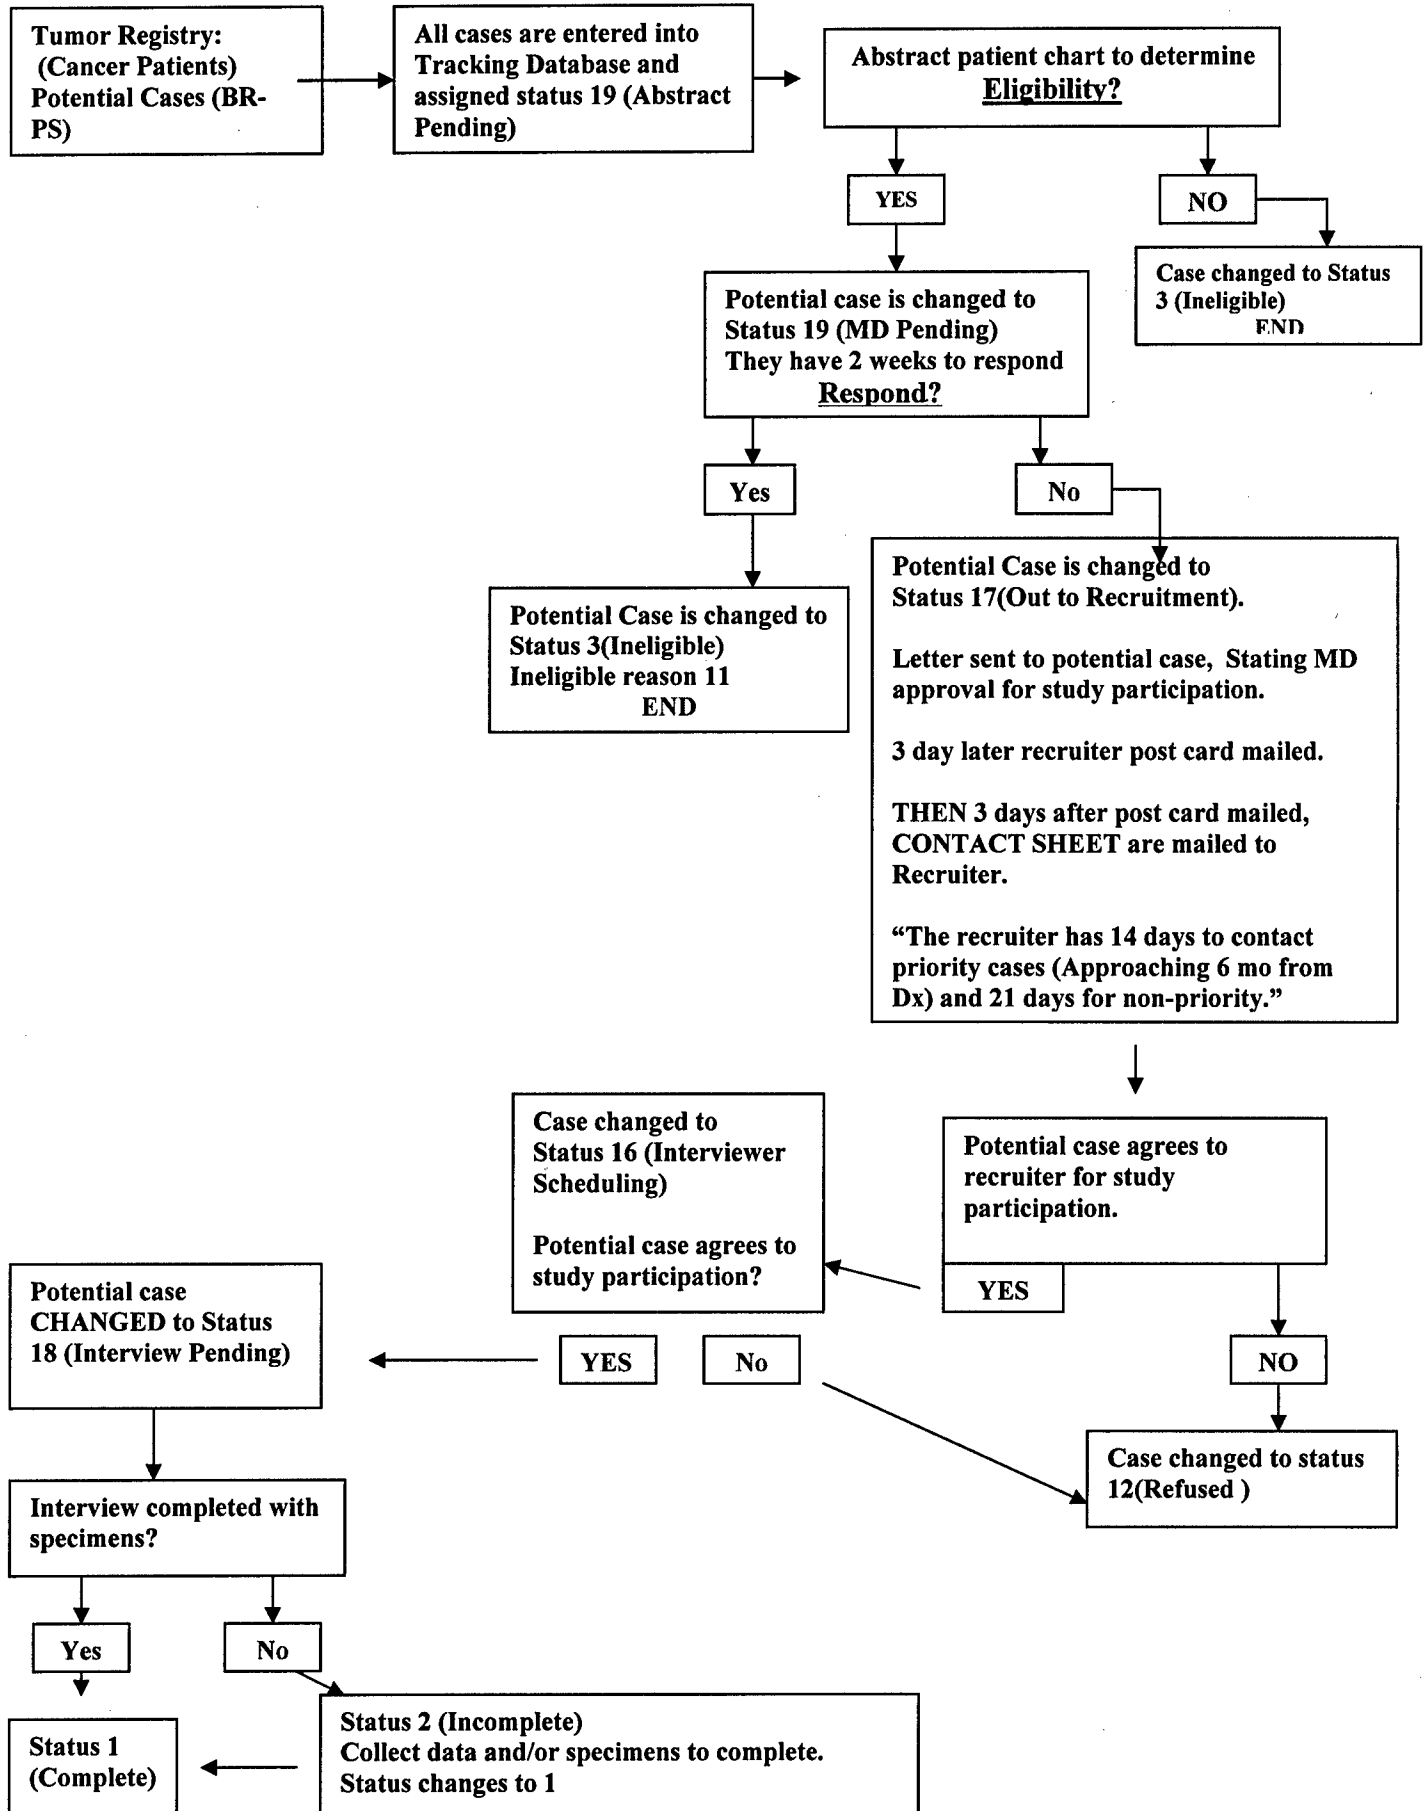 Tumor Registry:
(Cancer Patients)
Potential Cases (BR-
PS)
All cases are entered into
Tracking Database and
assigned status 19 (Abstract
Pending)
Abstract patient chart to determine
Eligibility?
YES
NO
Case changed to Status
3 (Ineligible)
END
Potential case is changed to
Status 19 (MD Pending)
They have 2 weeks to respond
Respond?
Yes
No
Potential Case is changed to
Status 3(Ineligible)
Ineligible reason 11
END
Potential Case is changed to
Status 17(Out to Recruitment).
Letter sent to potential case, Stating MD
approval for study participation.
3 day later recruiter post card mailed.
THEN 3 days after post card mailed,
CONTACT SHEET are mailed to
Recruiter.
“The recruiter has 14 days to contact
priority cases (Approaching 6 mo from
Dx) and 21 days for non-priority.”
Potential case agrees to
recruiter for study
participation.
YES
NO
Case changed to
Status 16 (Interviewer
Scheduling)
Potential case agrees to
study participation?
YES
No
Case changed to status
12(Refused )
Potential case
CHANGED to Status
18 (Interview Pending)
Interview completed with
specimens?
Yes
No
Status 1
(Complete)
Status 2 (Incomplete)
Collect data and/or specimens to complete.
Status changes to 1